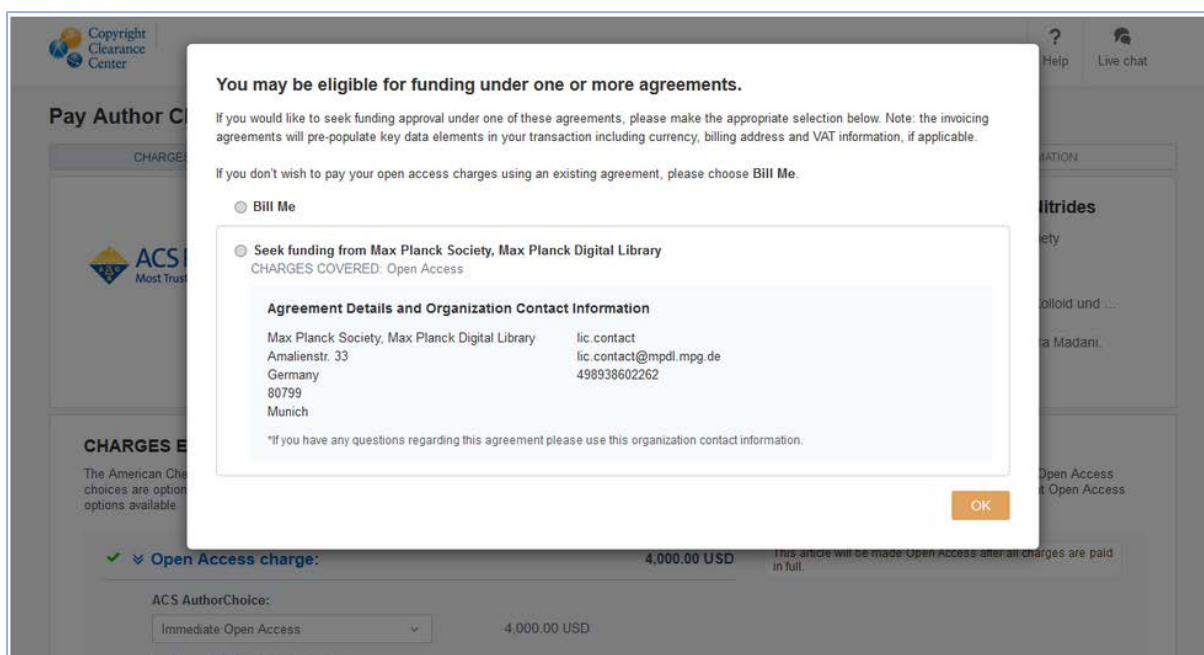 Copyright
Clearance
Center
?
Help
Live chat
Pay Author
CHARGES
You may be eligible for funding under one or more agreements.
If you would like to seek funding approval under one of these agreements, please make the appropriate selection below. Note: the invoicing
agreements will pre-populate key data elements in your transaction including currency, billing address and VAT information, if applicable.
If you don't wish to pay your open access charges using an existing agreement, please choose Bill Me.
Bill Me
Seek funding from Max Planck Society, Max Planck Digital Library
CHARGES COVERED: Open Access
Agreement Details and Organization Contact Information
Max Planck Society, Max Planck Digital Library
Amalienstr. 33
Germany
80799
Munich
lic.contact
lic.contact@mpdl.mpg.de
498938602262
*If you have any questions regarding this agreement please use this organization contact information.
OK
ACS
Most Trust
und ...
Madani.
CHARGES
The American
choices are option
options available
Open Access
Open Access
Open Access charge:
4,000.00 USD
This article will be made Open Access after all charges are paid
in full.
ACS AuthorChoice:
Immediate Open Access
4,000.00 USD